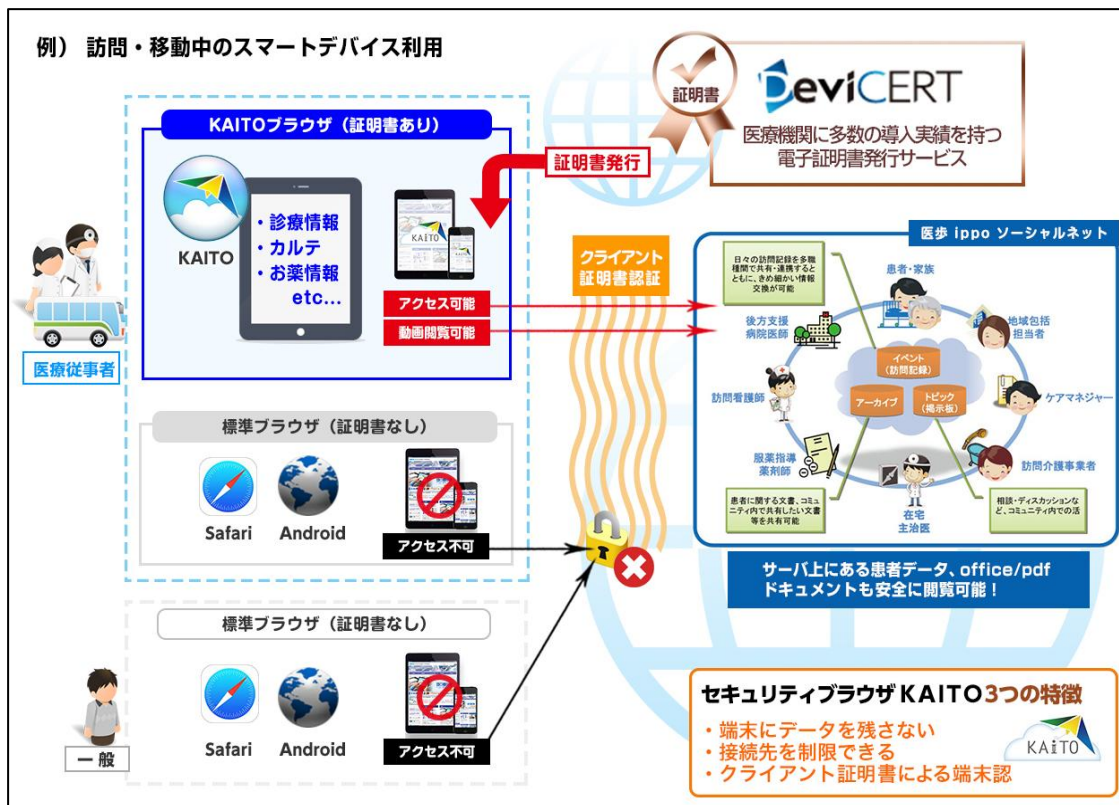 例） 訪問・移動中のスマートデバイス利用
証明書
DeviCERT
医療機関に多数の導入実績を持つ
電子証明書発行サービス
KAITOブラウザ（証明書あり）
証明書発行
KAITO
・診療情報
・カルテ
・お薬情報
etc...
KAITO
アクセス可能
動画閲覧可能
医療従事者
クライアント
証明書認証
医歩 ippo ソーシャルネット
日々の訪問記録を多職
種間で共有・連携すると
ともに、きめ細かい情報
交換が可能
患者・家族
後方支援
病院医師
地域包括
担当者
イベント
（訪問記録）
訪問看護師
アーカイブ
トピック
（掲示板）
ケアマネジャー
服薬指導
薬剤師
訪問介護事業者
在宅
主治医
患者に関する文書、コミュ
ニティ内で共有したい文書
等を共有可能
相談・ディスカッションな
ど、コミュニティ内での活
サーバ上にある患者データ、office/pdf
ドキュメントも安全に閲覧可能！
標準ブラウザ（証明書なし）
Safari
Android
アクセス不可
標準ブラウザ（証明書なし）
Safari
Android
アクセス不可
一般
セキュリティブラウザKAITO3つの特徴
・端末にデータを残さない
・接続先を制限できる
・クライアント証明書による端末認
KAiTO